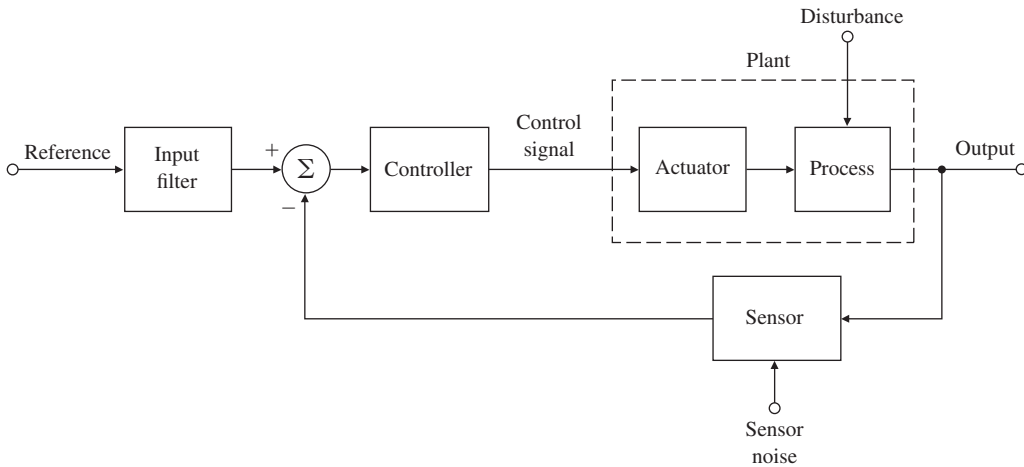 Disturbance
Plant
Reference
Input
filter
+
Σ
−
Controller
Control
signal
Actuator
Process
Output
Sensor
Sensor
noise